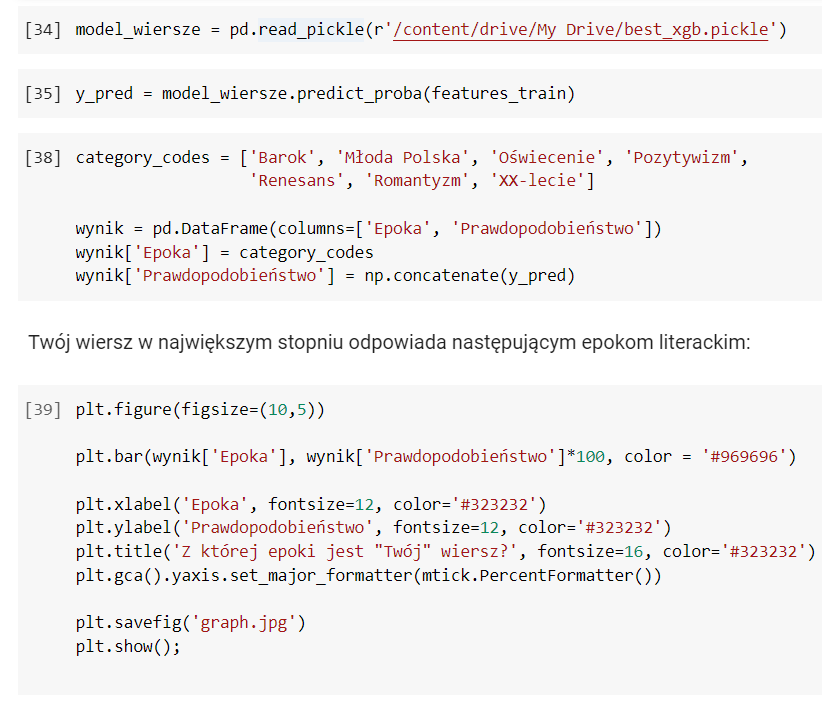 [34] model_wiersze = pd.read_pickle(r'/content/drive/My Drive/best_xgb.pickle')
[35] y_pred = model_wiersze.predict_proba(features_train)
[38] category_codes = ['Barok', 'Młoda Polska', 'Oświecenie', 'Pozytywizm',
'Renesans', 'Romantyzm', 'XX-lecie']
wynik = pd.DataFrame(columns=['Epoka', 'Prawdopodobieństwo'])
wynik['Epoka'] = category_codes
wynik['Prawdopodobieństwo'] = np.concatenate(y_pred)
Twój wiersz w największym stopniu odpowiada następującym epokom literackim:
[39] plt.figure(figsize=(10,5))
plt.bar(wynik['Epoka'], wynik['Prawdopodobieństwo']*100, color = '#969696')
plt.xlabel('Epoka', fontsize=12, color='#323232')
plt.ylabel('Prawdopodobieństwo', fontsize=12, color='#323232')
plt.title('Z której epoki jest "Twój" wiersz?', fontsize=16, color='#323232')
plt.gca().yaxis.set_major_formatter(mtick.PercentFormatter())
plt.savefig('graph.jpg')
plt.show();